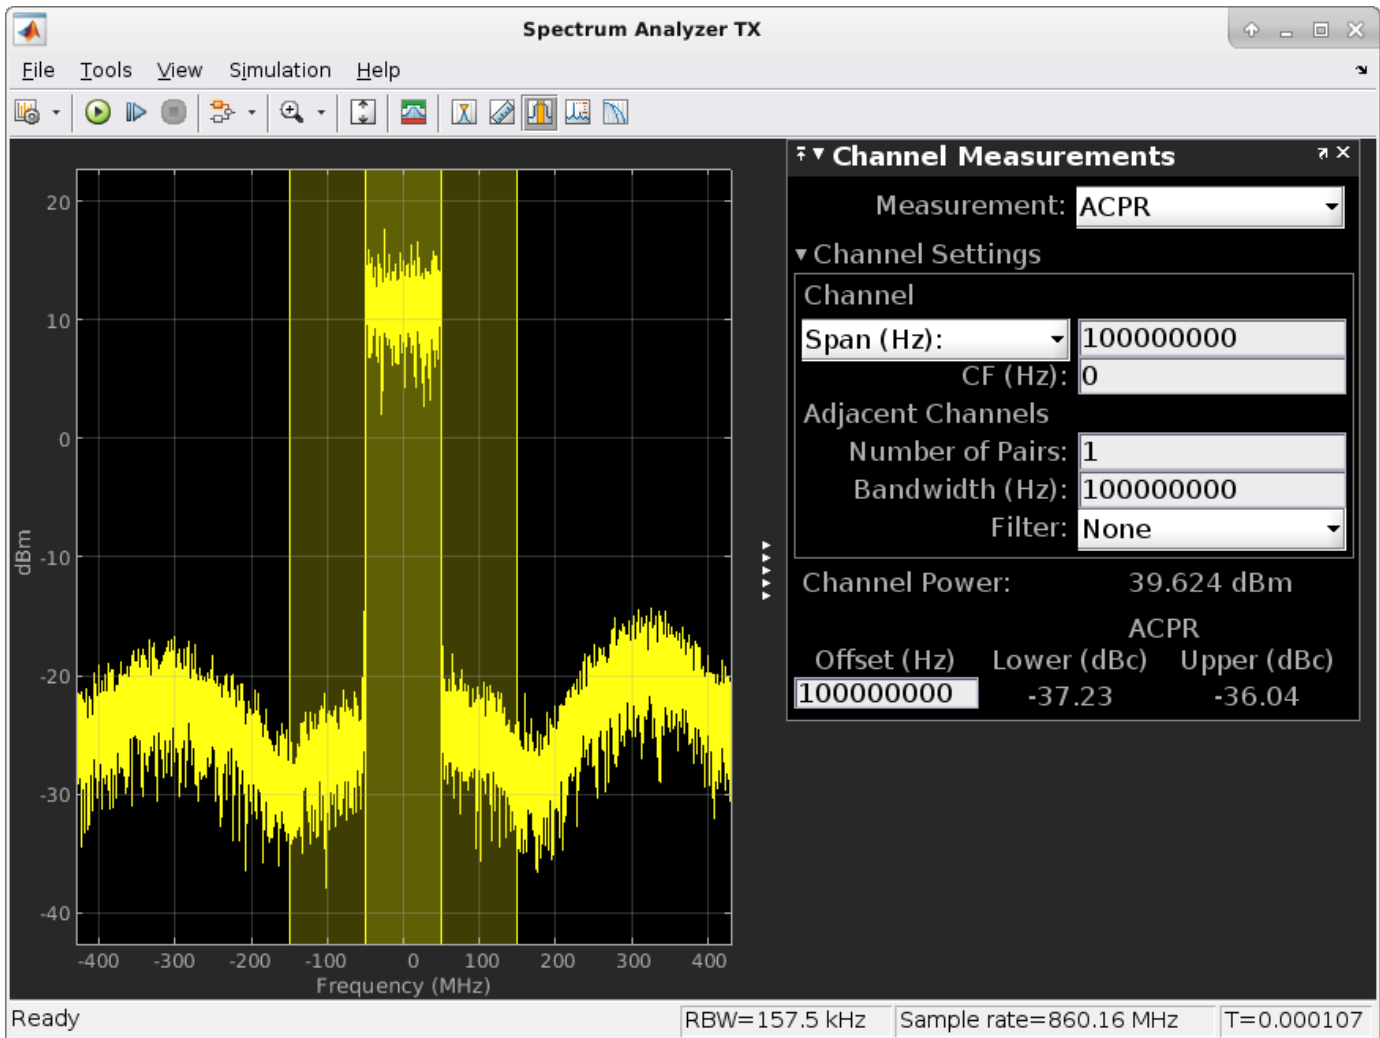 Spectrum Analyzer TX
File Tools View Simulation Help
Channel Measurements
Measurement: ACPR
Channel Settings
Channel
Span (Hz): 100000000
CF (Hz): 0
Adjacent Channels
Number of Pairs: 1
Bandwidth (Hz): 100000000
Filter: None
Channel Power: 39.624 dBm
ACPR
Offset (Hz) Lower (dBc) Upper (dBc)
100000000 -37.23 -36.04
20
10
0
-10
-20
-30
-40
dBm
-400 -300 -200 -100 0 100 200 300 400
Frequency (MHz)
Ready RBW=157.5 kHz Sample rate=860.16 MHz T=0.000107